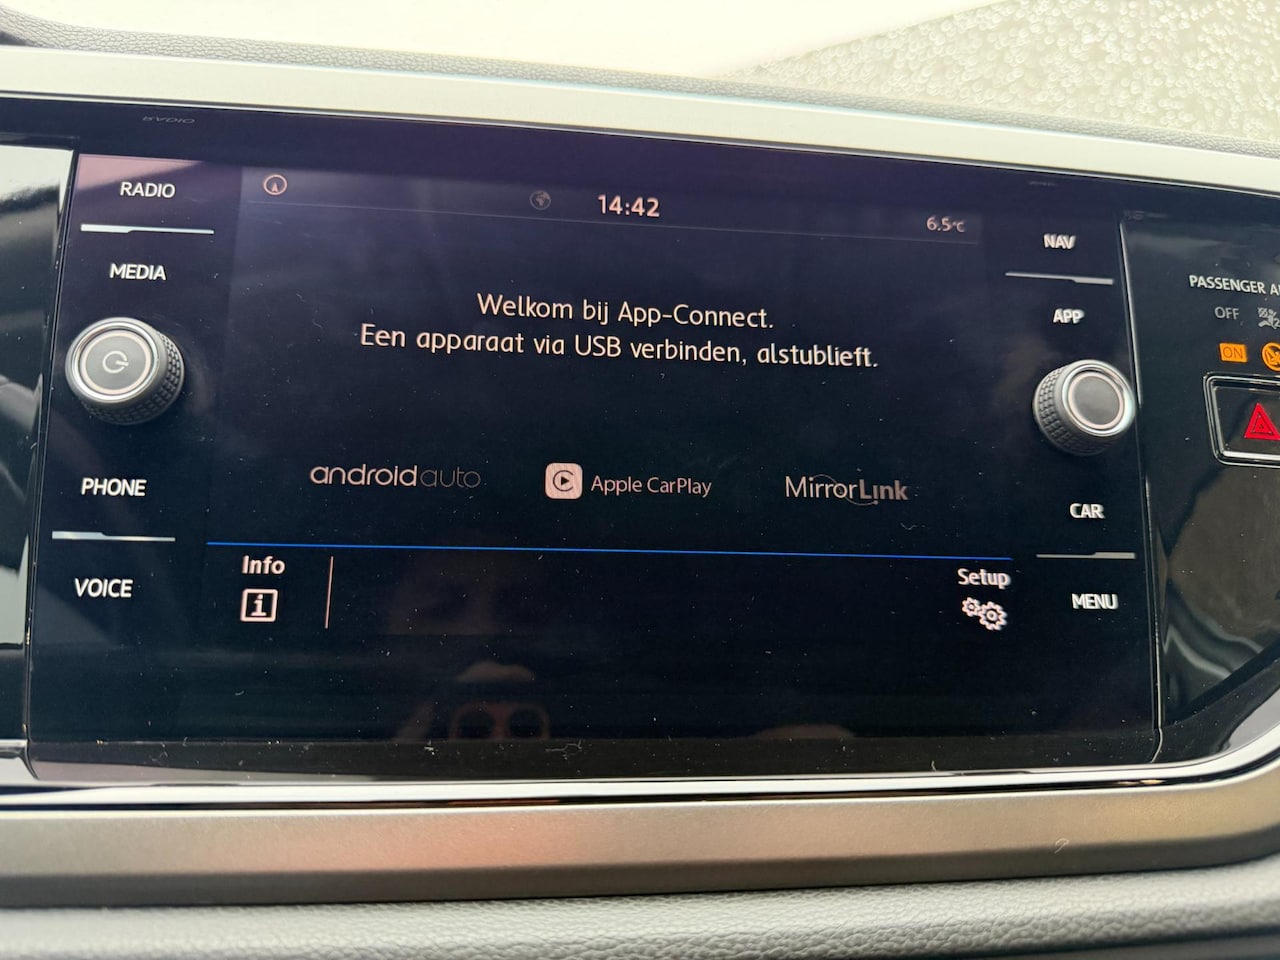 RADIO
MEDIA
PHONE
VOICE
14:42
6.5°C
Welkom bij App-Connect.
Een apparaat via USB verbinden, alstublieft.
androidauto
Apple CarPlay
MirrorLink
Info
i
Setup
NAV
APP
CAR
MENU
PASSENGER
OFF
ON